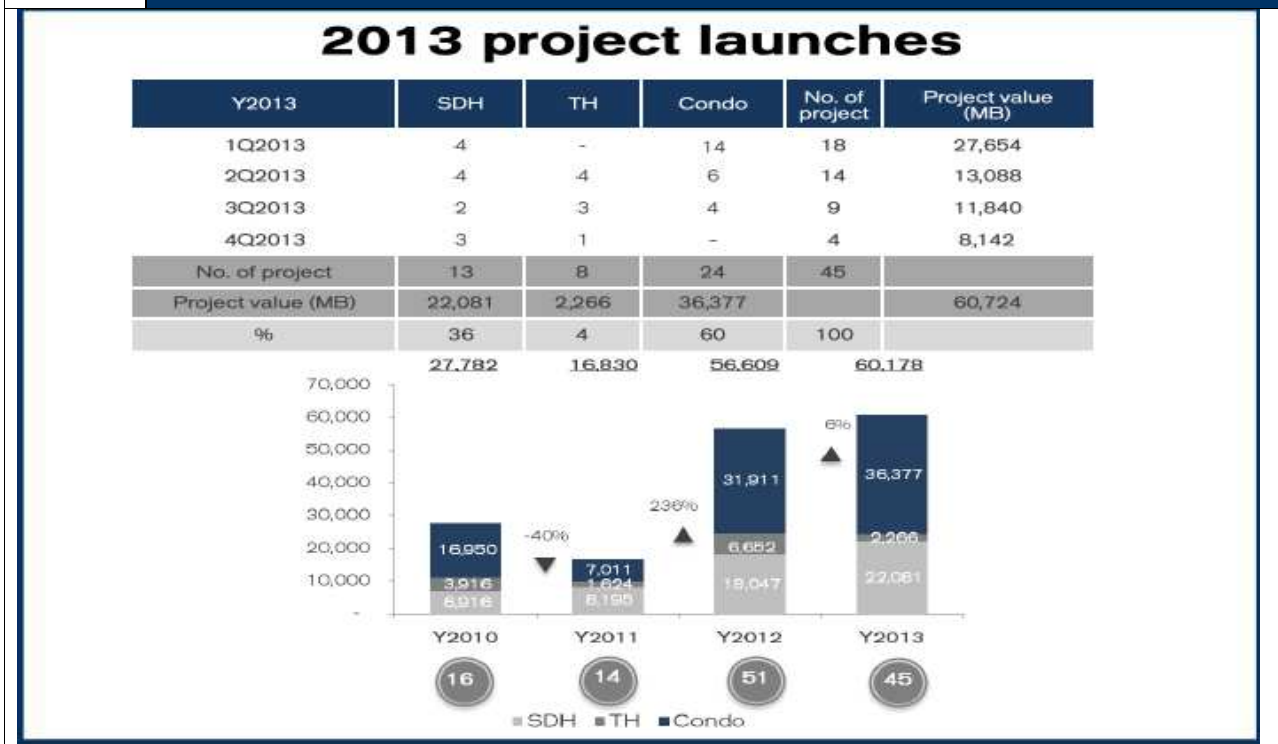 2013 project launches
Y2013 SDH TH Condo No. of project Project value (MB)
1Q2013 4 - 14 18 27,654
2Q2013 4 4 6 14 13,088
3Q2013 2 3 4 9 11,840
4Q2013 3 1 - 4 8,142
No. of project 13 8 24 45
Project value (MB) 22,081 2,266 36,377 60,724
% 36 4 60 100
27,782 16,830 56,609 60,178
70,000
60,000
50,000
40,000
30,000
20,000
10,000
-
6%
236%
-40%
16,950 7,011 31,911 36,377
3,916 1,624 6,652 2,266
6,916 8,195 18,047 22,081
Y2010 Y2011 Y2012 Y2013
16 14 51 45
SDH TH Condo